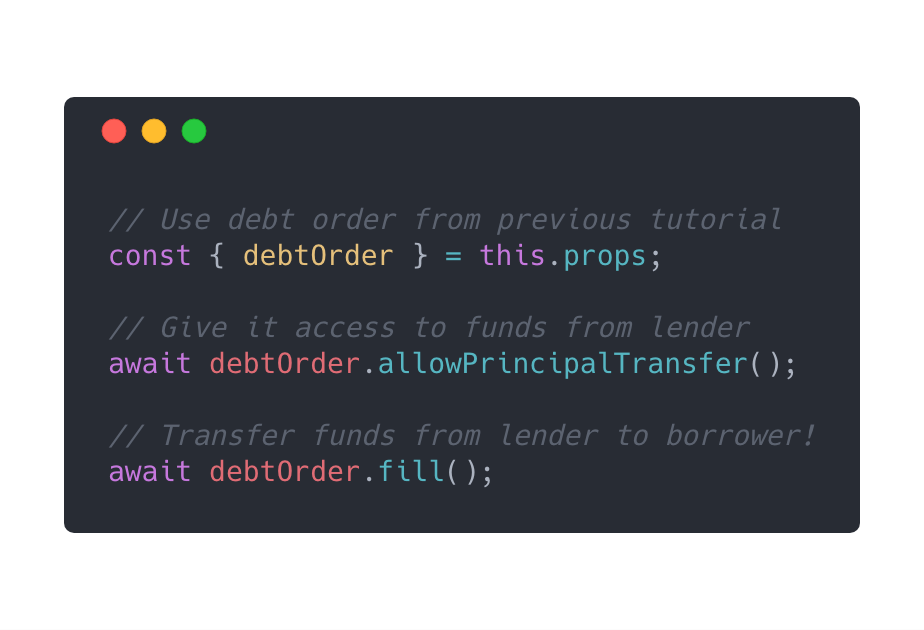 // Use debt order from previous tutorial
const { debtOrder } = this.props;
// Give it access to funds from lender
await debtOrder.allowPrincipalTransfer();
// Transfer funds from lender to borrower!
await debtOrder.fill();